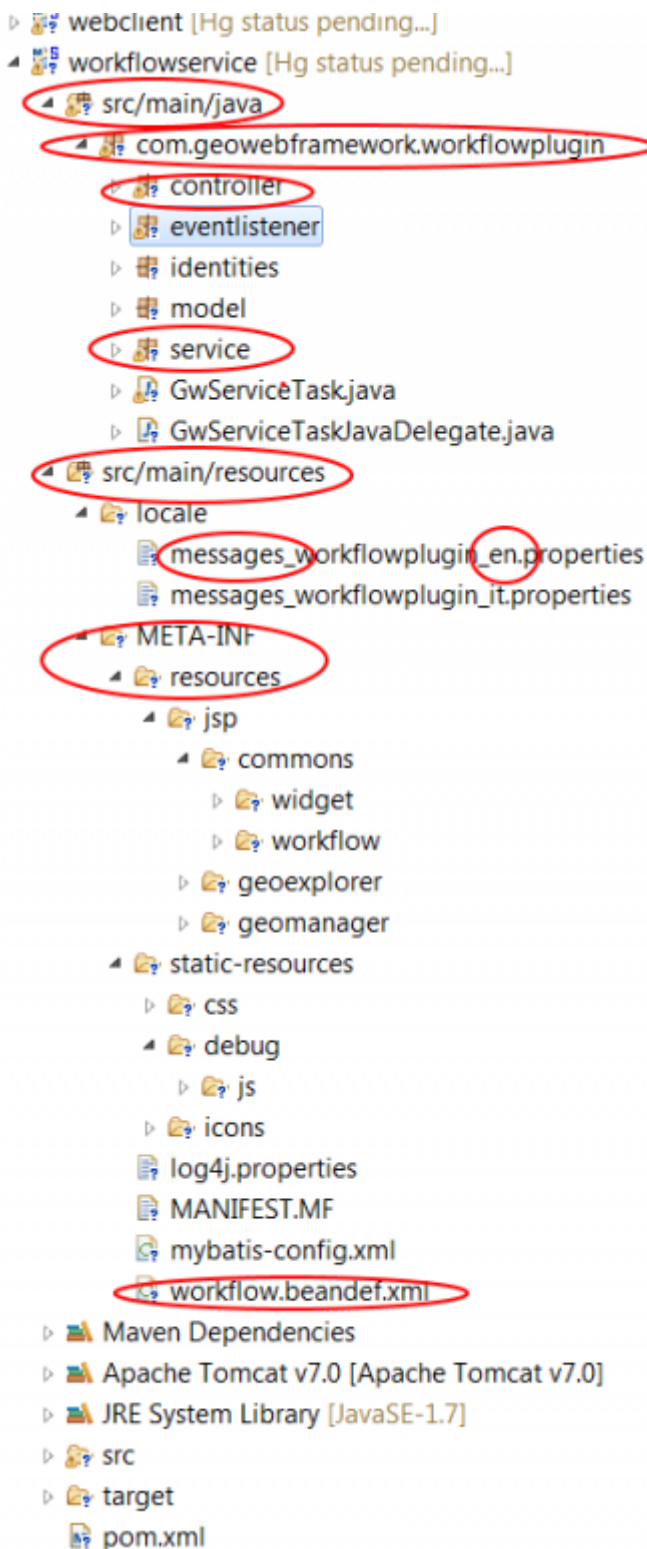 webclient [Hg status pending...]
workflowservice [Hg status pending...]
src/main/java
com.geowebframework.workflowplugin
controller
eventlistener
identities
model
service
GwServiceTask.java
GwServiceTaskJavaDelegate.java
src/main/resources
locale
messages_workflowplugin_en.properties
messages_workflowplugin_it.properties
META-INF
resources
jsp
commons
widget
workflow
geoexplorer
geomanager
static-resources
css
debug
js
icons
log4j.properties
MANIFEST.MF
mybatis-config.xml
workflow.beandef.xml
Maven Dependencies
Apache Tomcat v7.0 [Apache Tomcat v7.0]
JRE System Library [JavaSE-1.7]
src
target
pom.xml